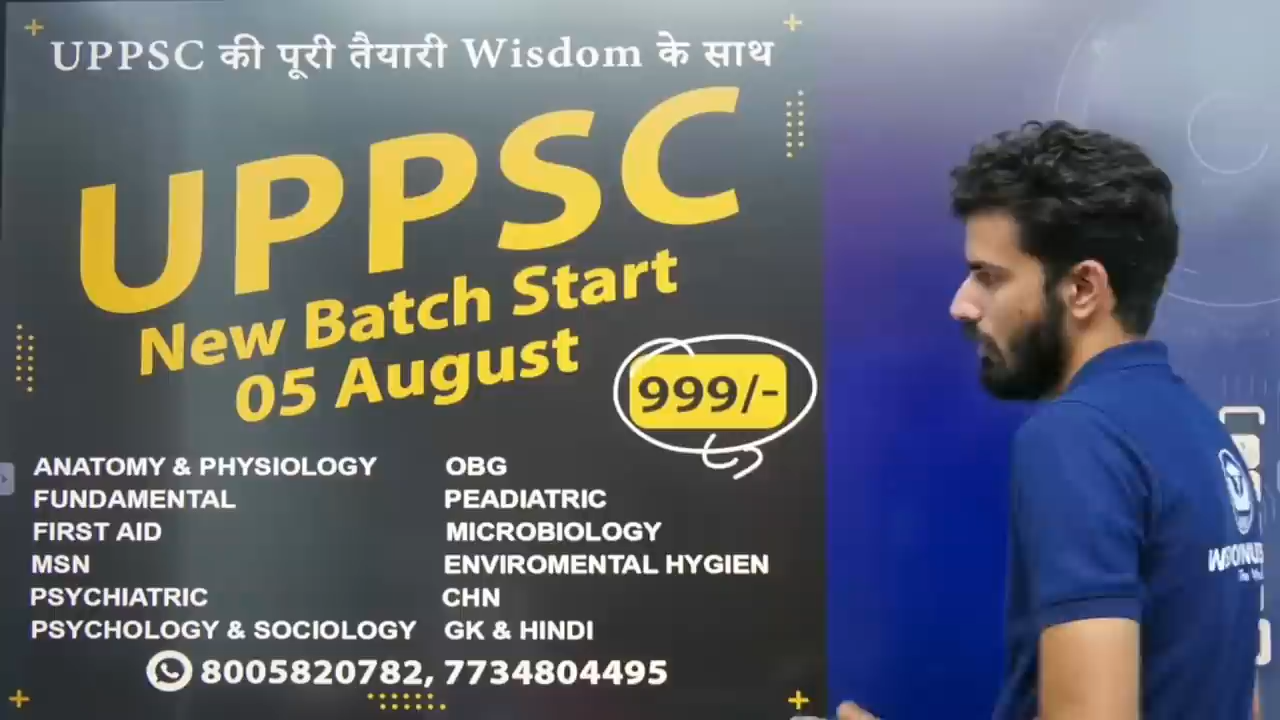 UPPSC की पूरी तैयारी Wisdom के साथ
UPPSC
New Batch Start
05 August
999/-
ANATOMY & PHYSIOLOGY
FUNDAMENTAL
FIRST AID
MSN
PSYCHIATRIC
PSYCHOLOGY & SOCIOLOGY
OBG
PEADIATRIC
MICROBIOLOGY
ENVIROMENTAL HYGIEN
CHN
GK & HINDI
8005820782, 7734804495